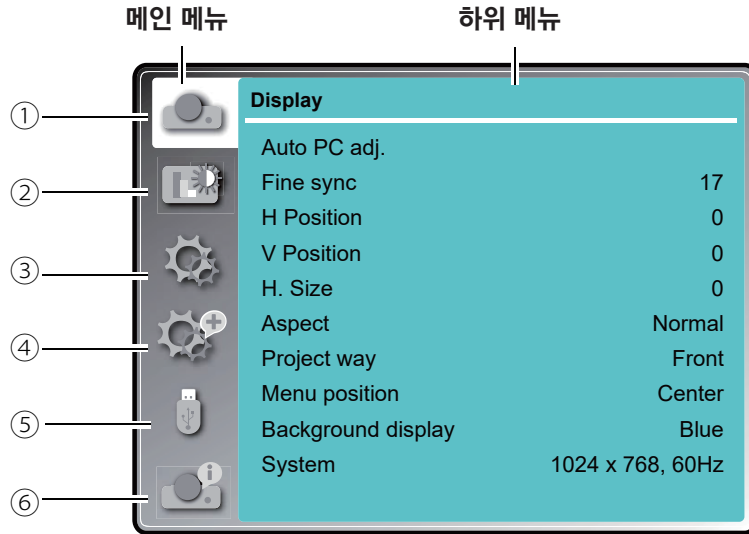 메인 메뉴
하위 메뉴
①
②
③
④
⑤
⑥
Display
Auto PC adj.
Fine sync 17
H Position 0
V Position 0
H. Size 0
Aspect Normal
Project way Front
Menu position Center
Background display Blue
System 1024 x 768, 60Hz